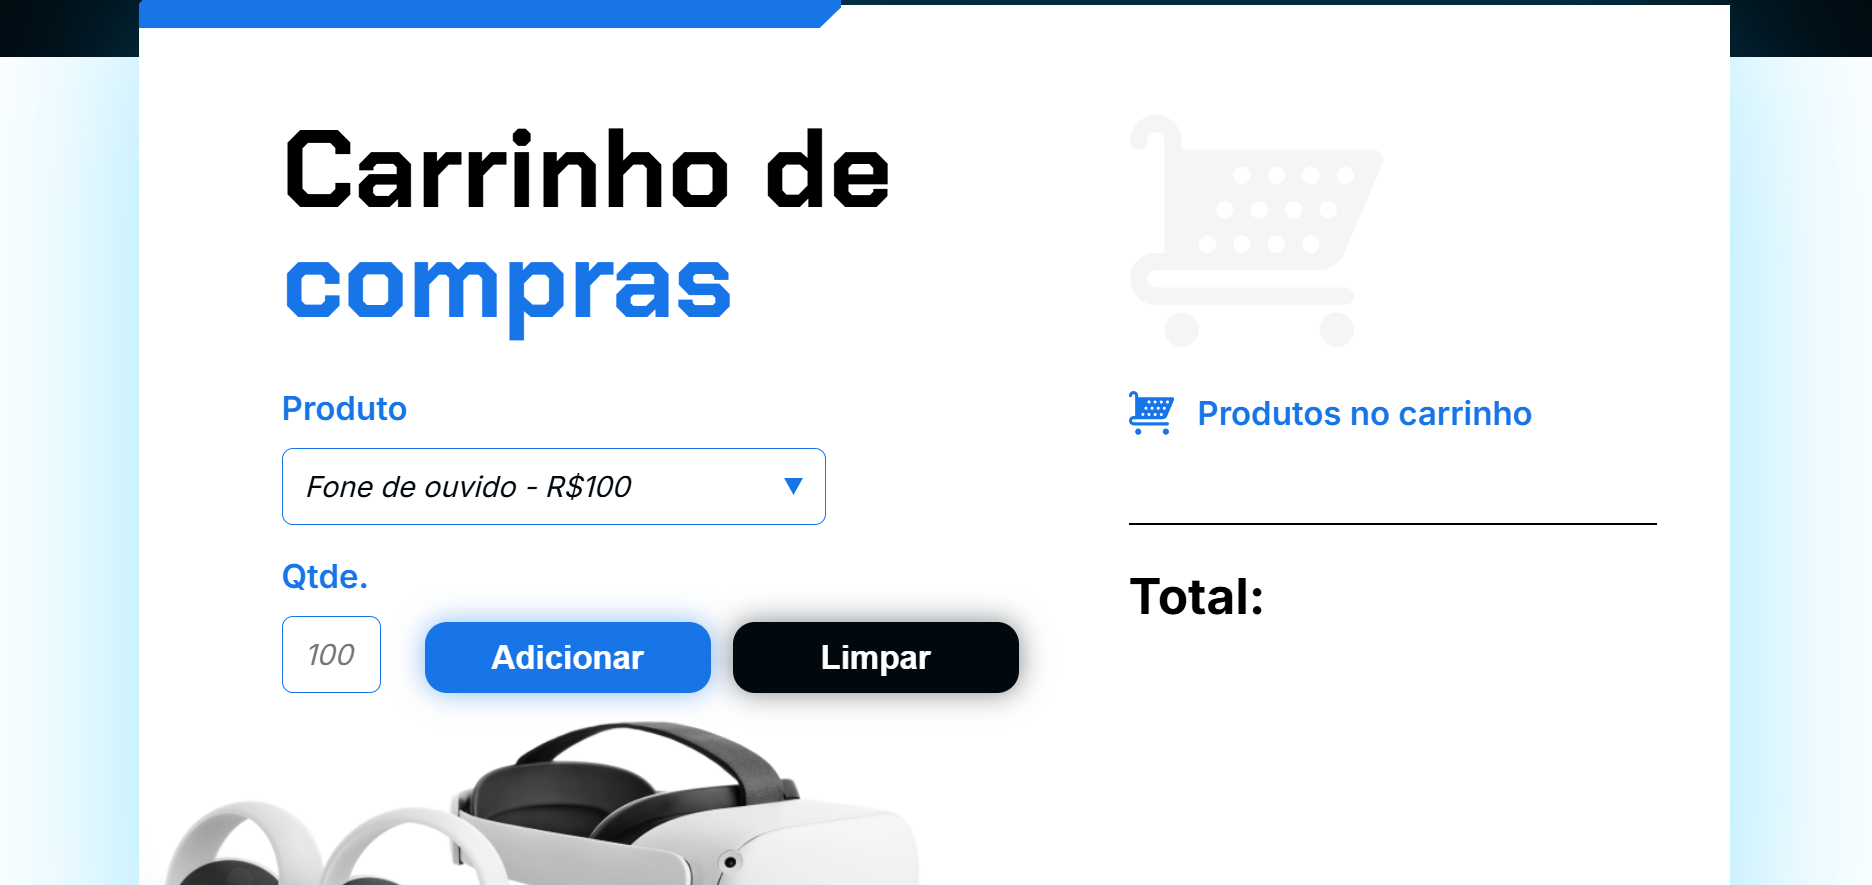 Carrinho de
compras
Produto
Fone de ouvido - R$100
Qtde.
100
Adicionar
Limpar
Produtos no carrinho
Total: